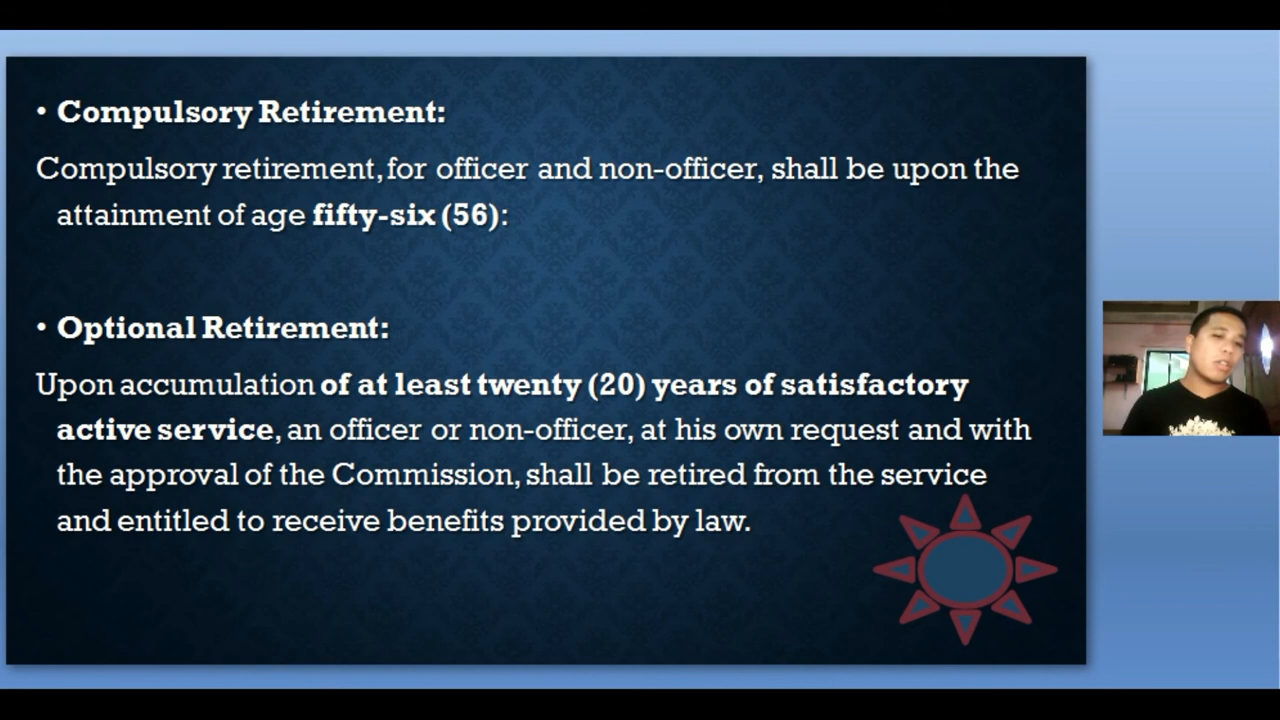 • Compulsory Retirement:
Compulsory retirement, for officer and non-officer, shall be upon the
attainment of age fifty-six (56):
• Optional Retirement:
Upon accumulation of at least twenty (20) years of satisfactory
active service, an officer or non-officer, at his own request and with
the approval of the Commission, shall be retired from the service
and entitled to receive benefits provided by law.